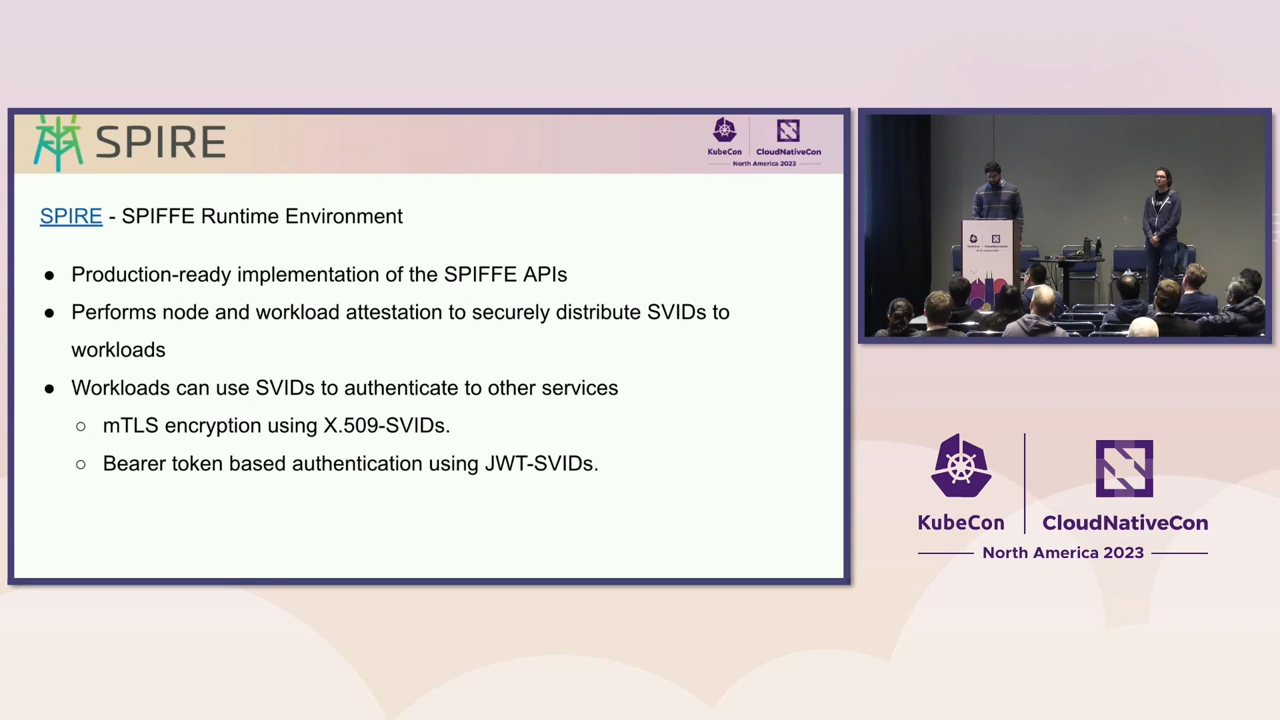 SPIRE
KubeCon
CloudNativeCon
North America 2023
SPIRE - SPIFFE Runtime Environment
● Production-ready implementation of the SPIFFE APIs
● Performs node and workload attestation to securely distribute SVIDs to
workloads
● Workloads can use SVIDs to authenticate to other services
○ mTLS encryption using X.509-SVIDs.
○ Bearer token based authentication using JWT-SVIDs.
KubeCon
CloudNativeCon
North America 2023